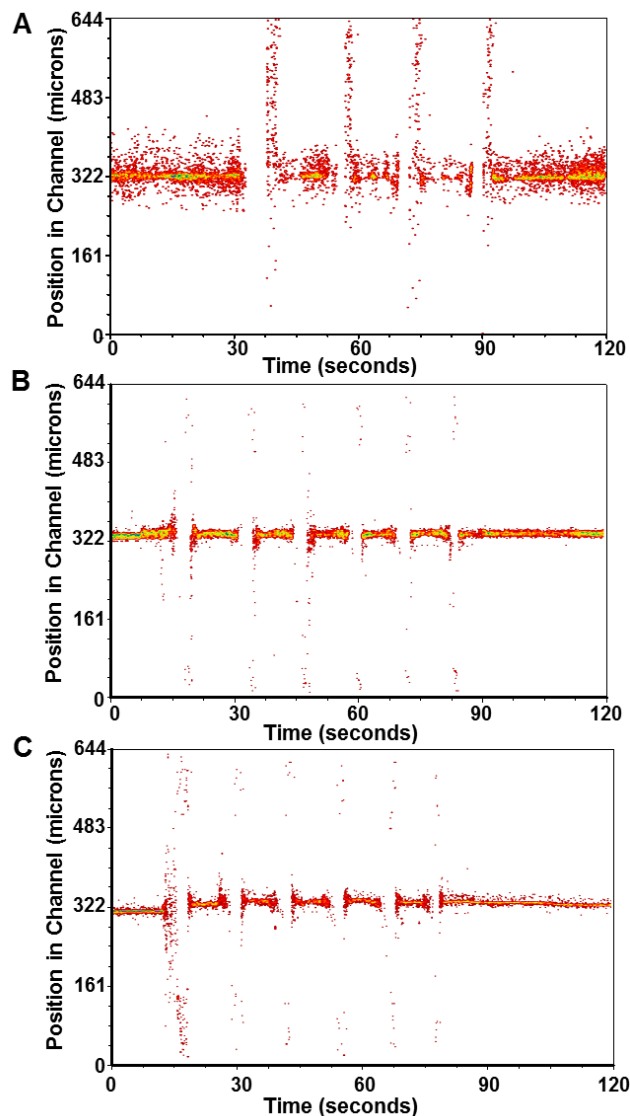 A
Position in Channel (microns)
644
483
322
161
0
0 30 60 90 120
Time (seconds)
B
Position in Channel (microns)
644
483
322
161
0
0 30 60 90 120
Time (seconds)
C
Position in Channel (microns)
644
483
322
161
0
0 30 60 90 120
Time (seconds)